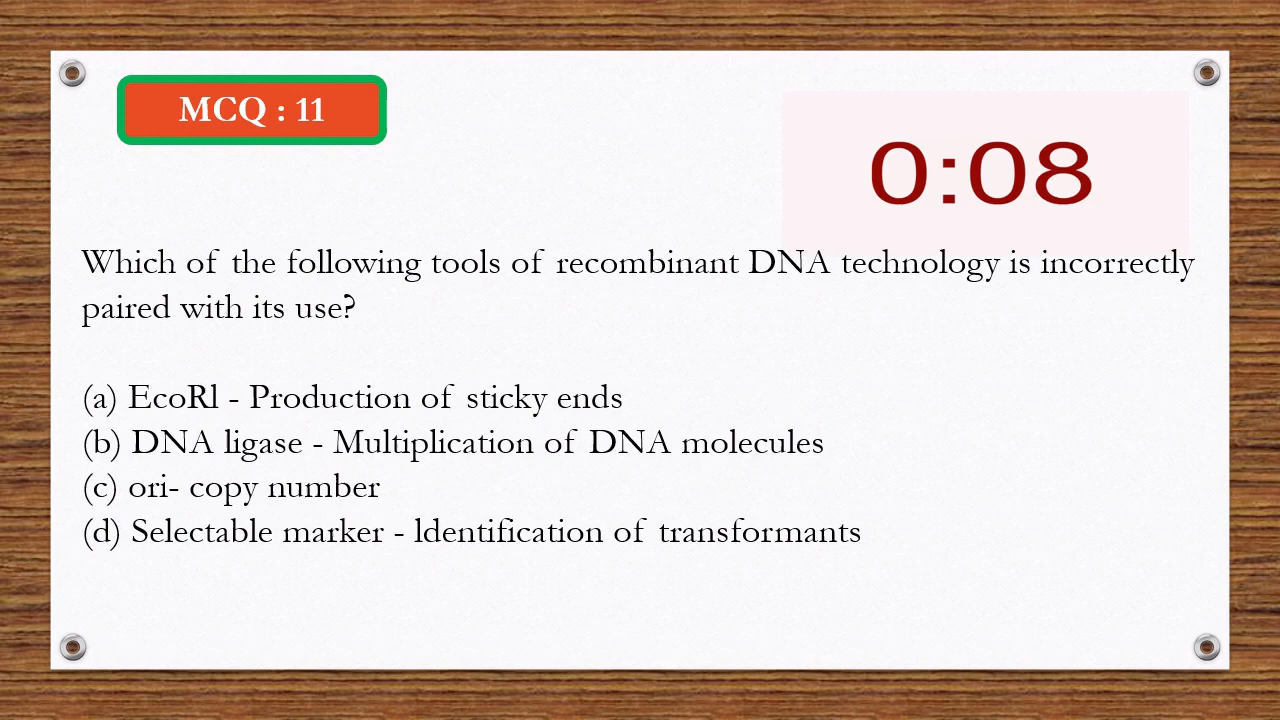 MCQ : 11
0:08
Which of the following tools of recombinant DNA technology is incorrectly
paired with its use?
(a) EcoRl - Production of sticky ends
(b) DNA ligase - Multiplication of DNA molecules
(c) ori- copy number
(d) Selectable marker - ldentification of transformants